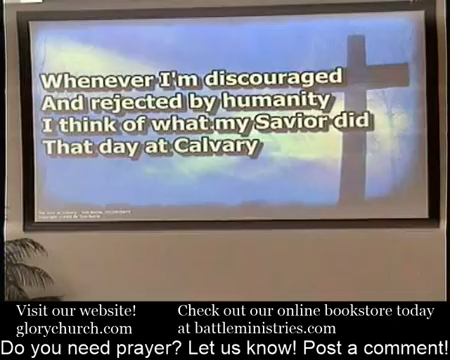 Whenever I'm discouraged
And rejected by humanity
I think of what my Savior did
That day at Calvary
Visit our website!
glorychurch.com
Check out our online bookstore today
at battleministries.com
Do you need prayer? Let us know! Post a comment!